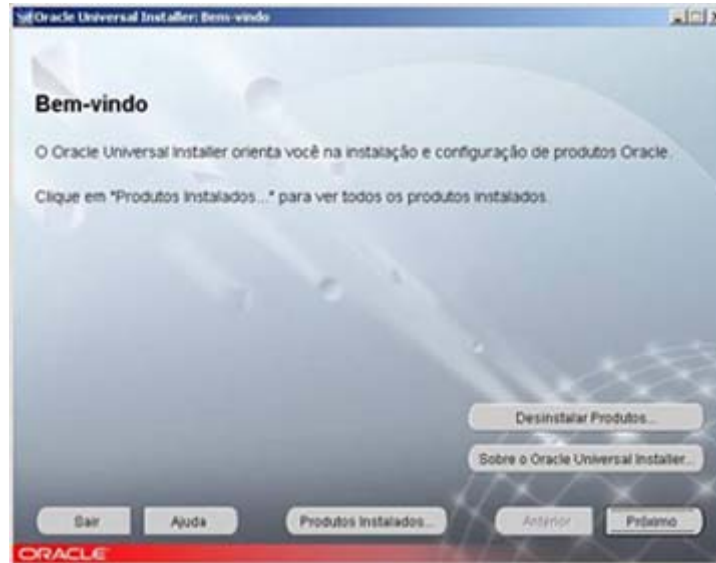 Oracle Universal Installer: Bem-vindo
Bem-vindo
O Oracle Universal Installer orienta você na instalação e configuração de produtos Oracle.
Clique em "Produtos Instalados..." para ver todos os produtos instalados.
Desinstalar Produtos...
Sobre o Oracle Universal Installer...
Sair
Ajuda
Produtos Instalados...
Anterior
Próximo
ORACLE